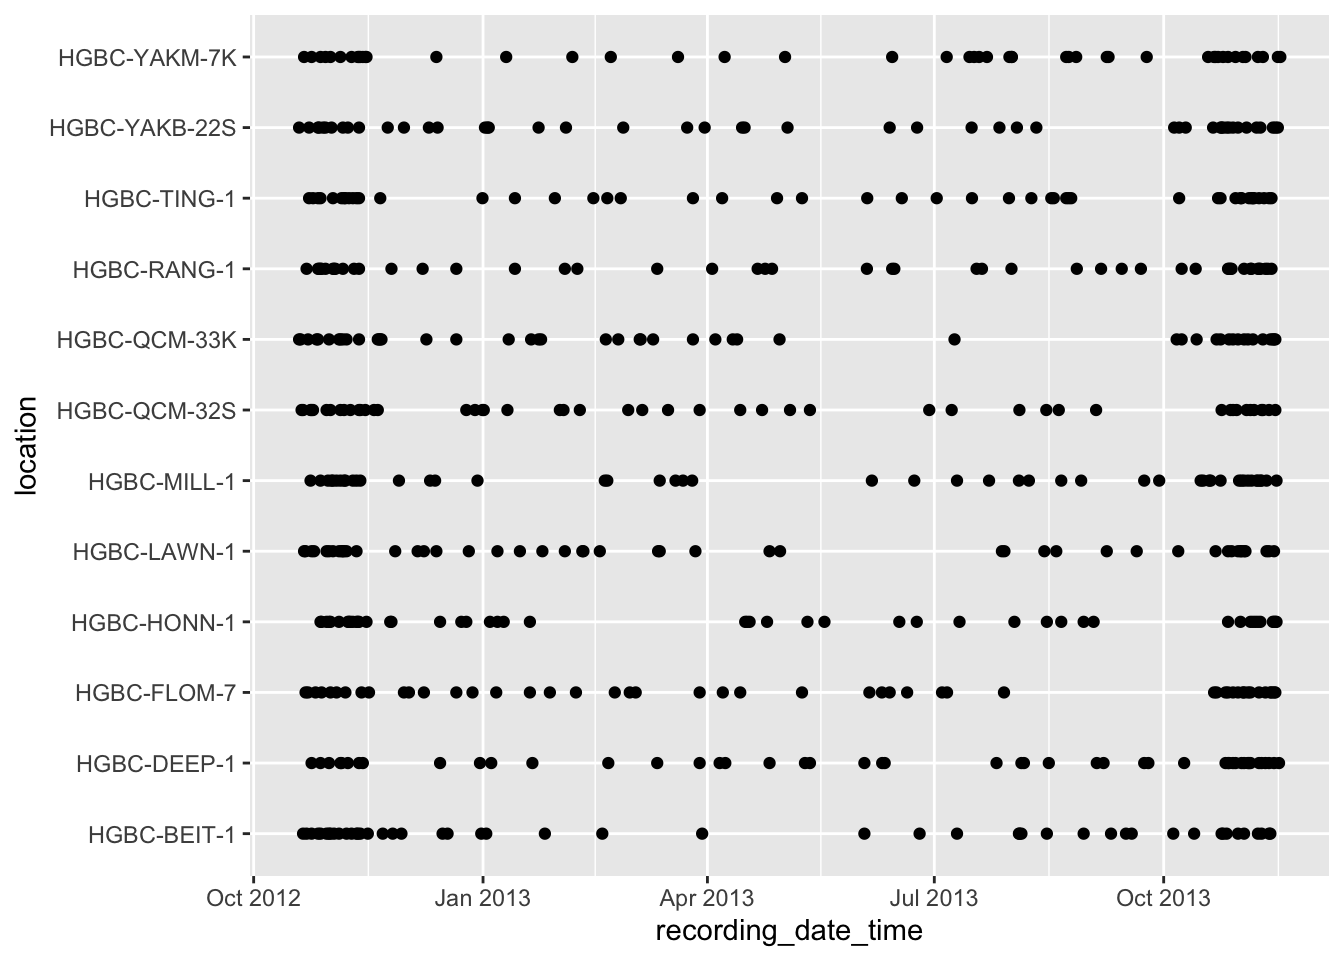 HGBC-YAKM-7K
HGBC-YAKB-22S
HGBC-TING-1
HGBC-RANG-1
HGBC-QCM-33K
HGBC-QCM-32S
HGBC-MILL-1
HGBC-LAWN-1
HGBC-HONN-1
HGBC-FLOM-7
HGBC-DEEP-1
HGBC-BEIT-1
location
Oct 2012 Jan 2013 Apr 2013 Jul 2013 Oct 2013
recording_date_time